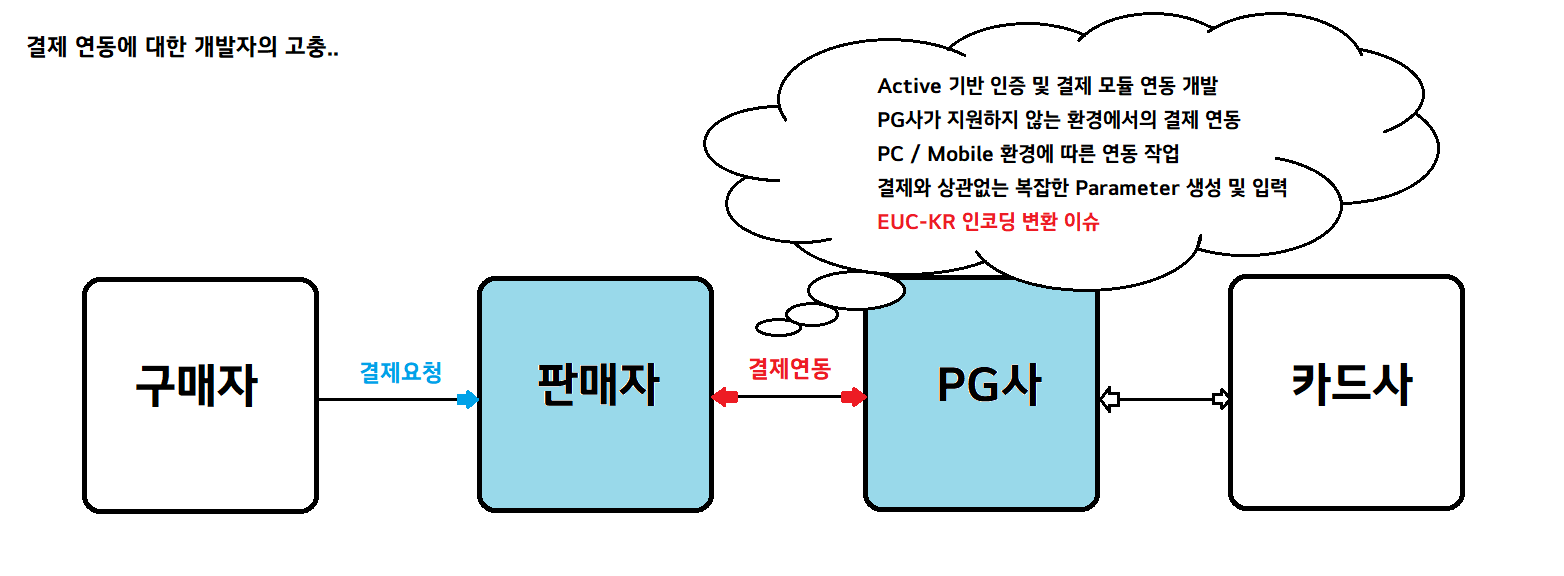 결제 연동에 대한 개발자의 고충..
Active 기반 인증 및 결제 모듈 연동 개발
PG사가 지원하지 않는 환경에서의 결제 연동
PC / Mobile 환경에 따른 연동 작업
결제와 상관없는 복잡한 Parameter 생성 및 입력
EUC-KR 인코딩 변환 이슈
구매자
결제요청
판매자
결제연동
PG사
카드사